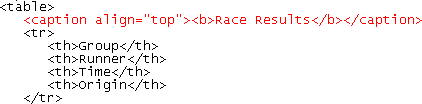 <table>
<caption align="top"><b>Race Results</b></caption>
<tr>
<th>Group</th>
<th>Runner</th>
<th>Time</th>
<th>Origin</th>
</tr>